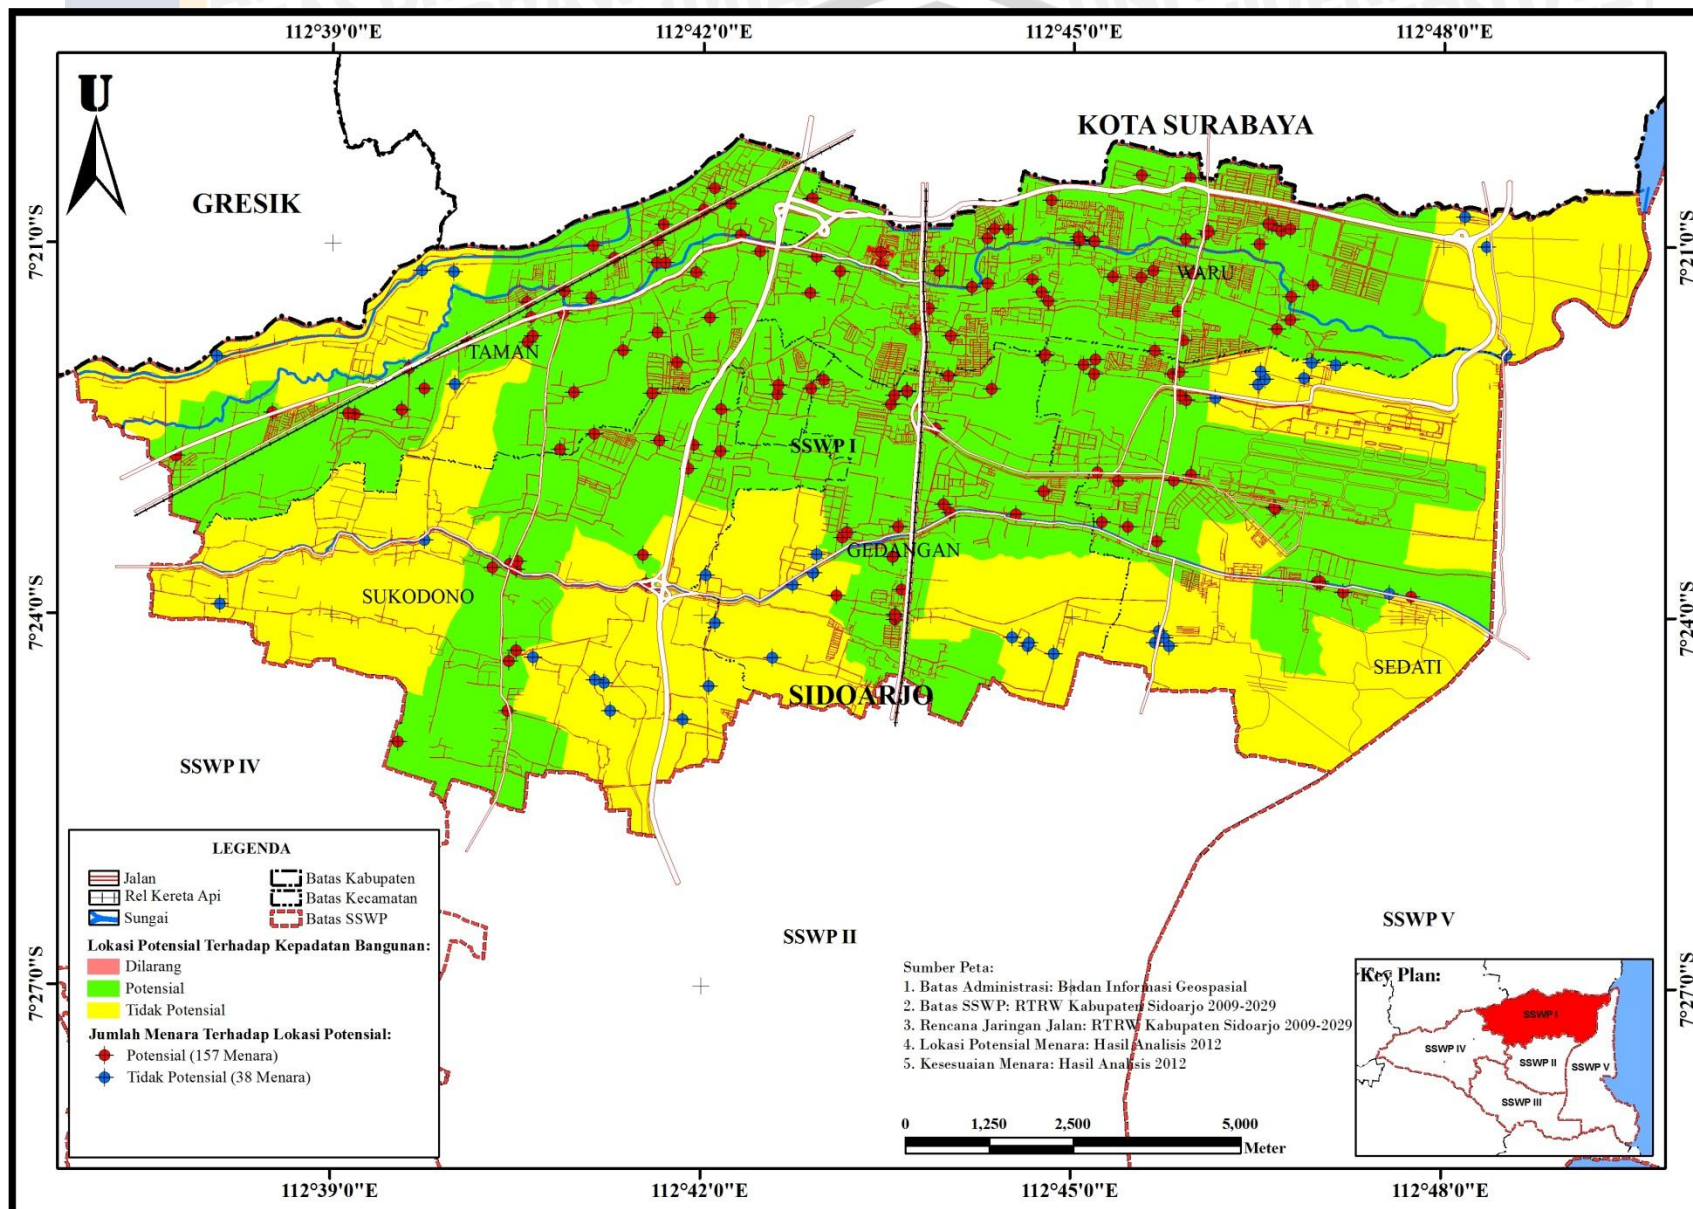 112°39'0"E 112°42'0"E 112°45'0"E 112°48'0"E
U
KOTA SURABAYA
GRESIK
7°21'0"S 7°21'0"S
WARU
TAMAN
SSWP I
GEDANGAN
SUKODONO
7°24'0"S 7°24'0"S
SEDATI
SIDOARJO
SSWP IV
SSWP II
SSWP V
LEGENDA
Jalan
Rel Kereta Api
Sungai
Batas Kabupaten
Batas Kecamatan
Batas SSWP
Lokasi Potensial Terhadap Kepadatan Bangunan:
Dilarang
Potensial
Tidak Potensial
Jumlah Menara Terhadap Lokasi Potensial:
Potensial (157 Menara)
Tidak Potensial (38 Menara)
Sumber Peta:
1. Batas Administrasi: Badan Informasi Geospasial
2. Batas SSWP: RTRW Kabupaten Sidoarjo 2009-2029
3. Rencana Jaringan Jalan: RTRW Kabupaten Sidoarjo 2009-2029
4. Lokasi Potensial Menara: Hasil Analisis 2012
5. Kesesuaian Menara: Hasil Analisis 2012
0 1,250 2,500 5,000
Meter
Key Plan:
SSWP I
SSWP IV
SSWP II
SSWP V
SSWP III
7°27'0"S 7°27'0"S
112°39'0"E 112°42'0"E 112°45'0"E 112°48'0"E